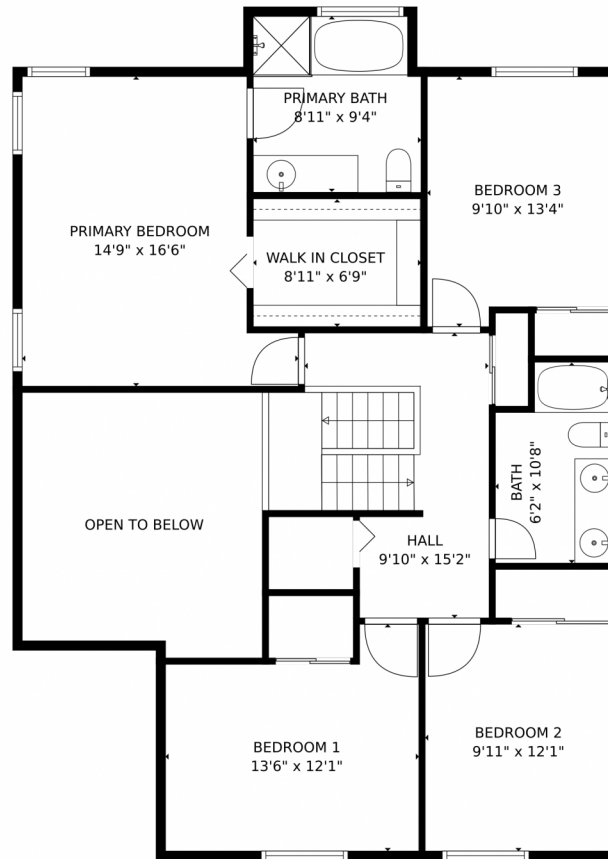 PRIMARY BATH
8'11" x 9'4"
BEDROOM 3
9'10" x 13'4"
PRIMARY BEDROOM
14'9" x 16'6"
WALK IN CLOSET
8'11" x 6'9"
BATH
6'2" x 10'8"
OPEN TO BELOW
HALL
9'10" x 15'2"
BEDROOM 1
13'6" x 12'1"
BEDROOM 2
9'11" x 12'1"